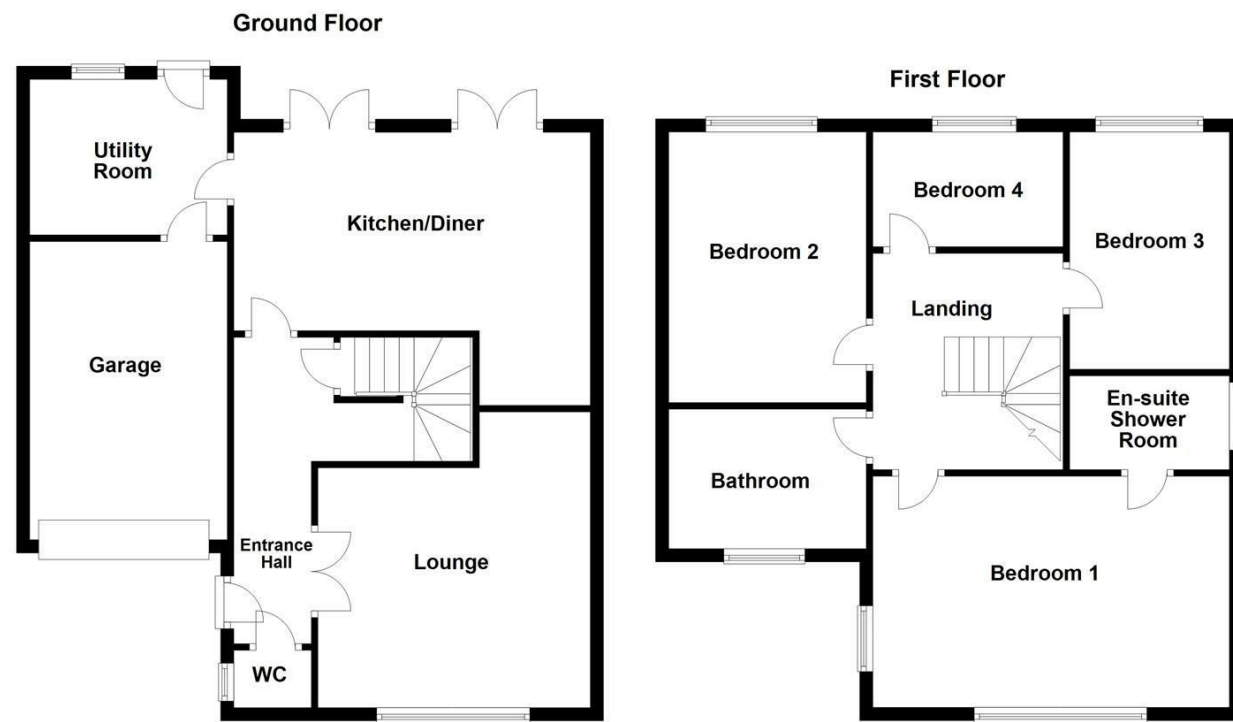 Ground Floor
Utility
Room
Kitchen/Diner
Garage
Entrance
Hall
Lounge
WC
First Floor
Bedroom 2
Bedroom 4
Bedroom 3
Landing
En-suite
Shower
Room
Bathroom
Bedroom 1